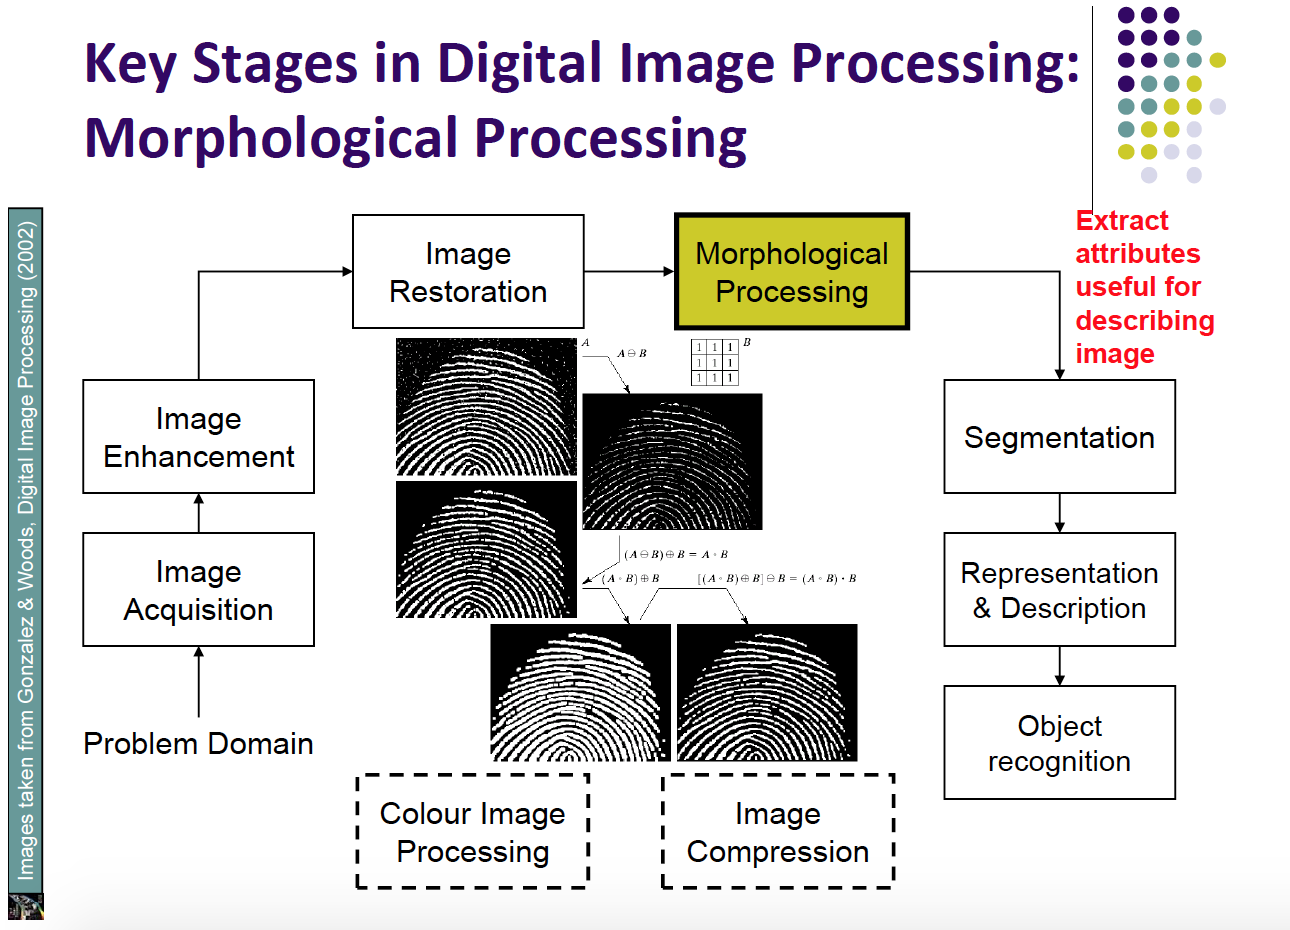 Key Stages in Digital Image Processing:
Morphological Processing
Images taken from Gonzalez & Woods, Digital Image Processing (2002)
Problem Domain
Image
Acquisition
Image
Enhancement
Image
Restoration
Morphological
Processing
Extract
attributes
useful for
describing
image
Segmentation
Representation
& Description
Object
recognition
A
A ⊖ B
1 1 1
1 1 1
1 1 1
B
(A ⊖ B) ⊕ B = A ∘ B
(A ∘ B) ⊕ B
[(A ∘ B) ⊕ B] ⊖ B = (A ∘ B) • B
Colour Image
Processing
Image
Compression